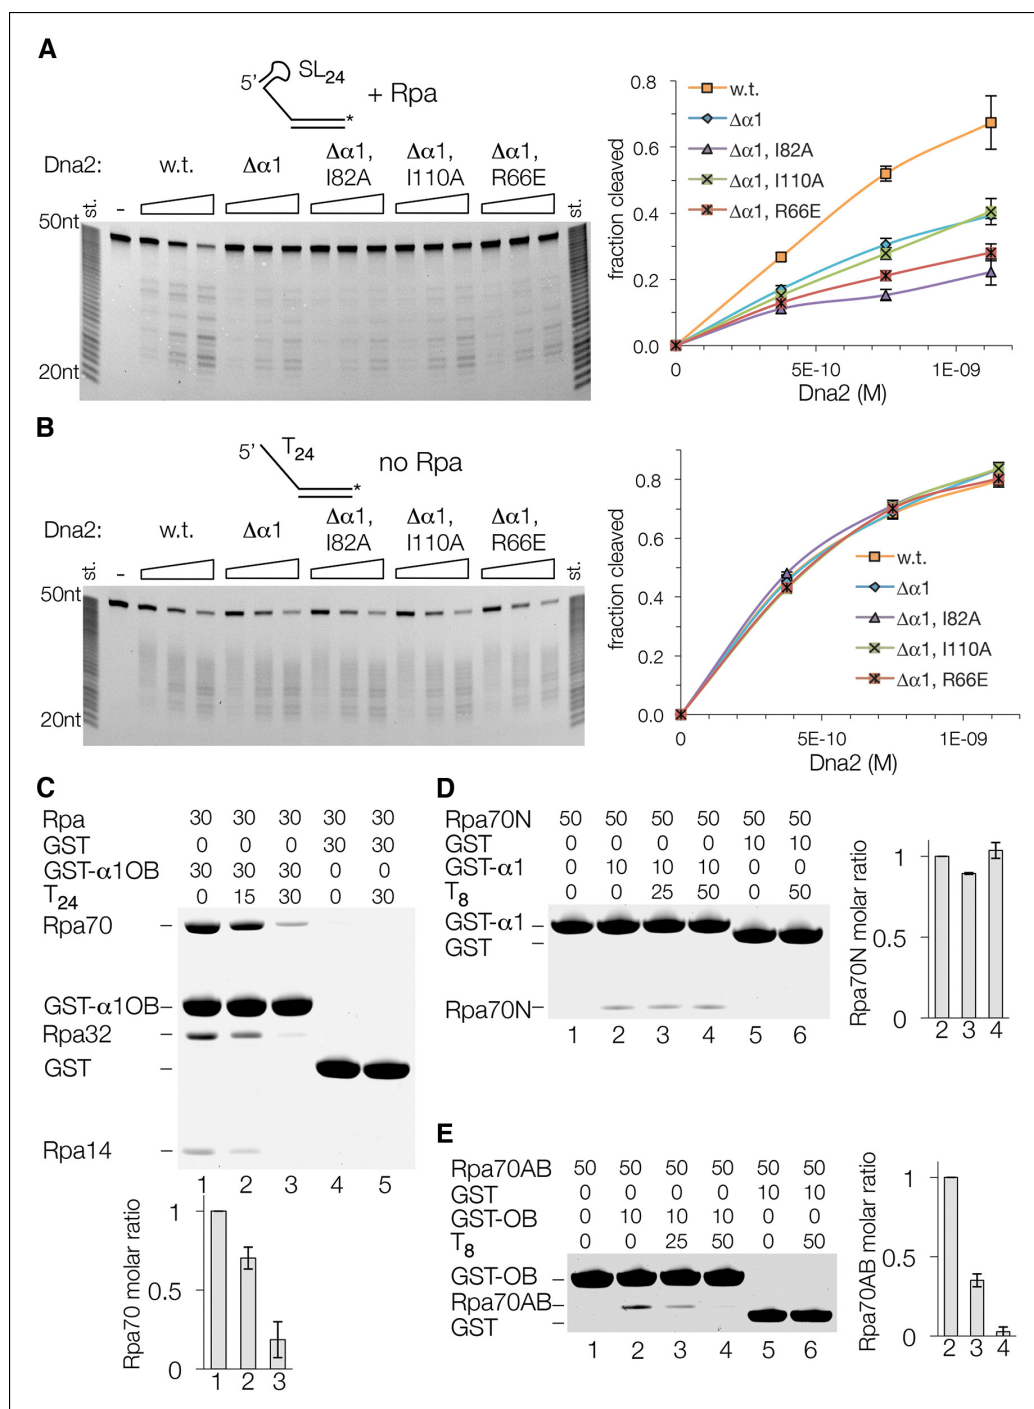 A
5' SL24 + Rpa
Dna2: w.t. Δα1 Δα1, I82A Δα1, I110A Δα1, R66E
st. - st.
50nt
20nt
0.8
0.6
0.4
0.2
0.0
fraction cleaved
w.t.
Δα1
Δα1, I82A
Δα1, I110A
Δα1, R66E
0 5E-10 1E-09
Dna2 (M)
B
5' T24 no Rpa
Dna2: w.t. Δα1 Δα1, I82A Δα1, I110A Δα1, R66E
st. - st.
50nt
20nt
0.8
0.6
0.4
0.2
0.0
fraction cleaved
w.t.
Δα1
Δα1, I82A
Δα1, I110A
Δα1, R66E
0 5E-10 1E-09
Dna2 (M)
C
Rpa 30 30 30 30 30
GST 0 0 0 30 30
GST-α1OB 30 30 30 0 0
T24 0 15 30 0 30
Rpa70
GST-α1OB
Rpa32
GST
Rpa14
1 2 3 4 5
Rpa70 molar ratio
1
0.5
0
1 2 3
D
Rpa70N 50 50 50 50 50 50
GST 0 0 0 0 10 10
GST-α1 0 10 10 10 0 0
T8 0 0 25 50 0 50
GST-α1
GST
Rpa70N
1 2 3 4 5 6
Rpa70N molar ratio
1
0.5
0
2 3 4
E
Rpa70AB 50 50 50 50 50 50
GST 0 0 0 0 10 10
GST-OB 0 10 10 10 0 0
T8 0 0 25 50 0 50
GST-OB
Rpa70AB
GST
1 2 3 4 5 6
Rpa70AB molar ratio
1
0.5
0
2 3 4